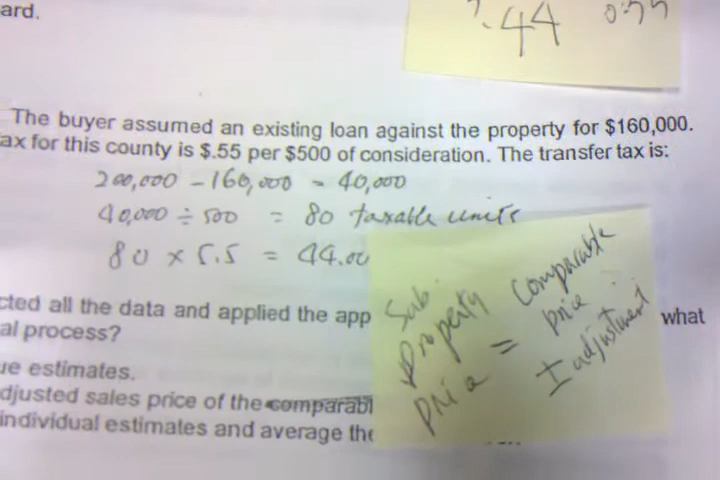 ard.
.44 0.55
The buyer assumed an existing loan against the property for $160,000.
ax for this county is $.55 per $500 of consideration. The transfer tax is:
200,000 - 160,000 = 40,000
40,000 ÷ 500 = 80 taxable units
80 x 5.5 = 44.00
cted all the data and applied the app
what
al process?
ue estimates.
djusted sales price of the comparabl
individual estimates and average the
Sub.
Property
Price = Comparable
Price
± adjustment